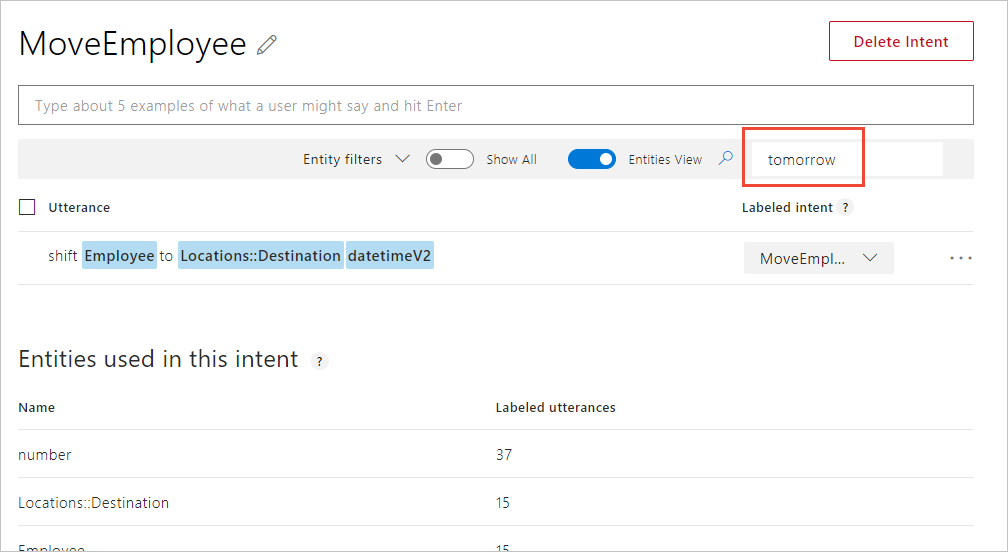 MoveEmployee
Delete Intent
Type about 5 examples of what a user might say and hit Enter
Entity filters Show All Entities View tomorrow
Utterance Labeled intent ?
shift Employee to Locations::Destination datetimeV2 MoveEmpl... ...
Entities used in this intent ?
Name Labeled utterances
number 37
Locations::Destination 15
Employee 15